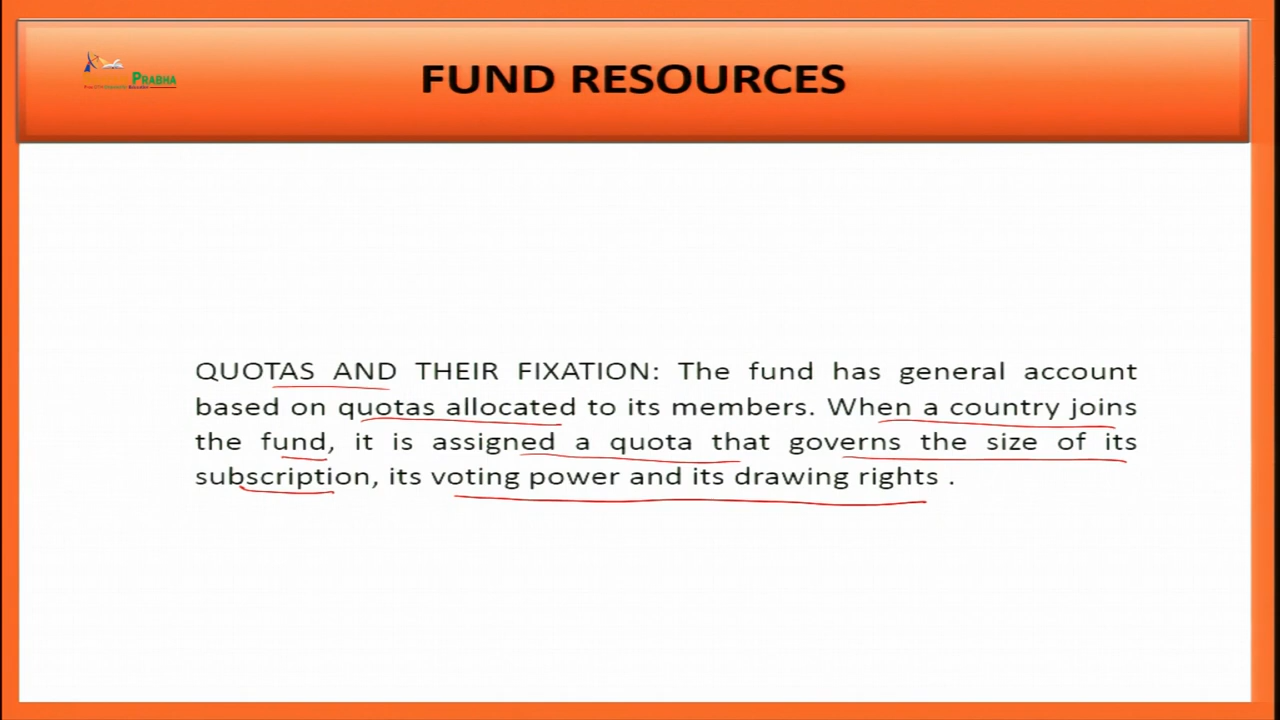 PRABHA
FUND RESOURCES
QUOTAS AND THEIR FIXATION: The fund has general account
based on quotas allocated to its members. When a country joins
the fund, it is assigned a quota that governs the size of its
subscription, its voting power and its drawing rights .